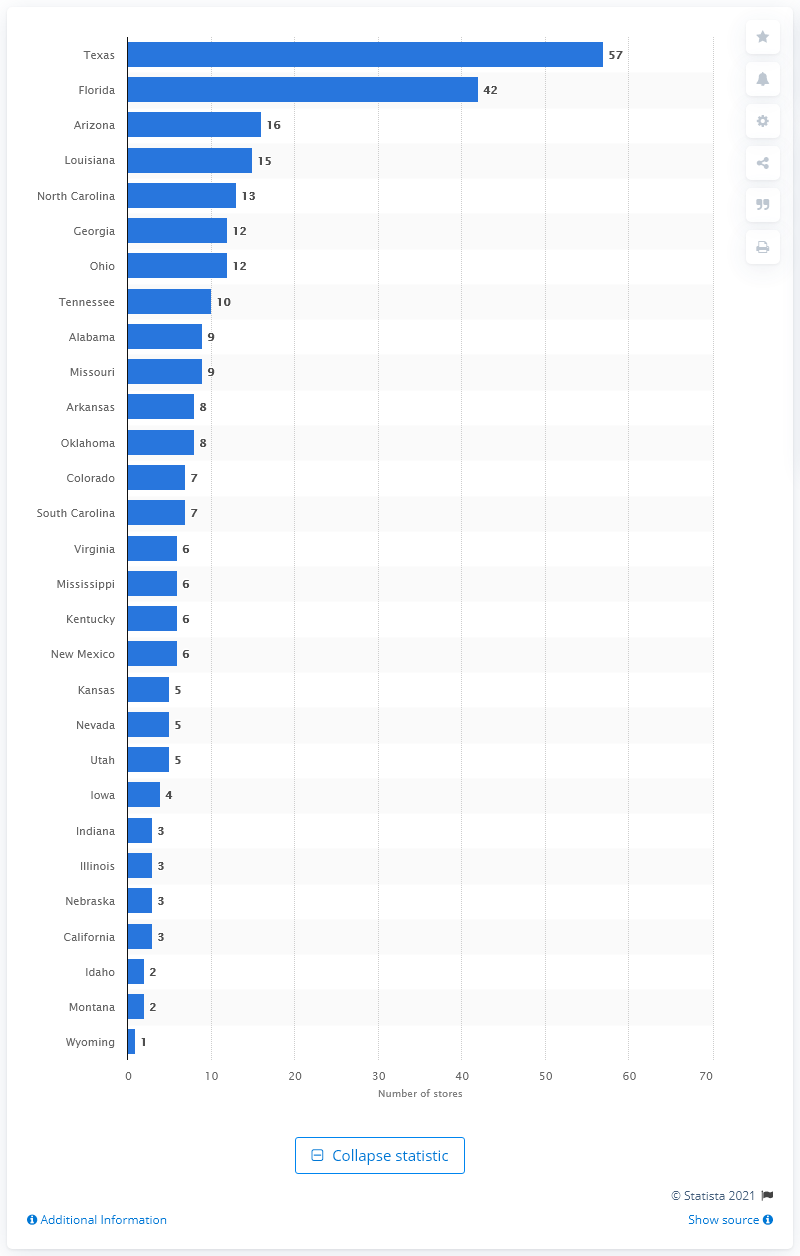 Texas 57
Florida 42
Arizona 16
Louisiana 15
North Carolina 13
Georgia 12
Ohio 12
Tennessee 10
Alabama 9
Missouri 9
Arkansas 8
Oklahoma 8
Colorado 7
South Carolina 7
Virginia 6
Mississippi 6
Kentucky 6
New Mexico 6
Kansas 5
Nevada 5
Utah 5
Iowa 4
Indiana 3
Illinois 3
Nebraska 3
California 3
Idaho 2
Montana 2
Wyoming 1
0 10 20 30 40 50 60 70
Number of stores
Collapse statistic
© Statista 2021
Additional Information Show source